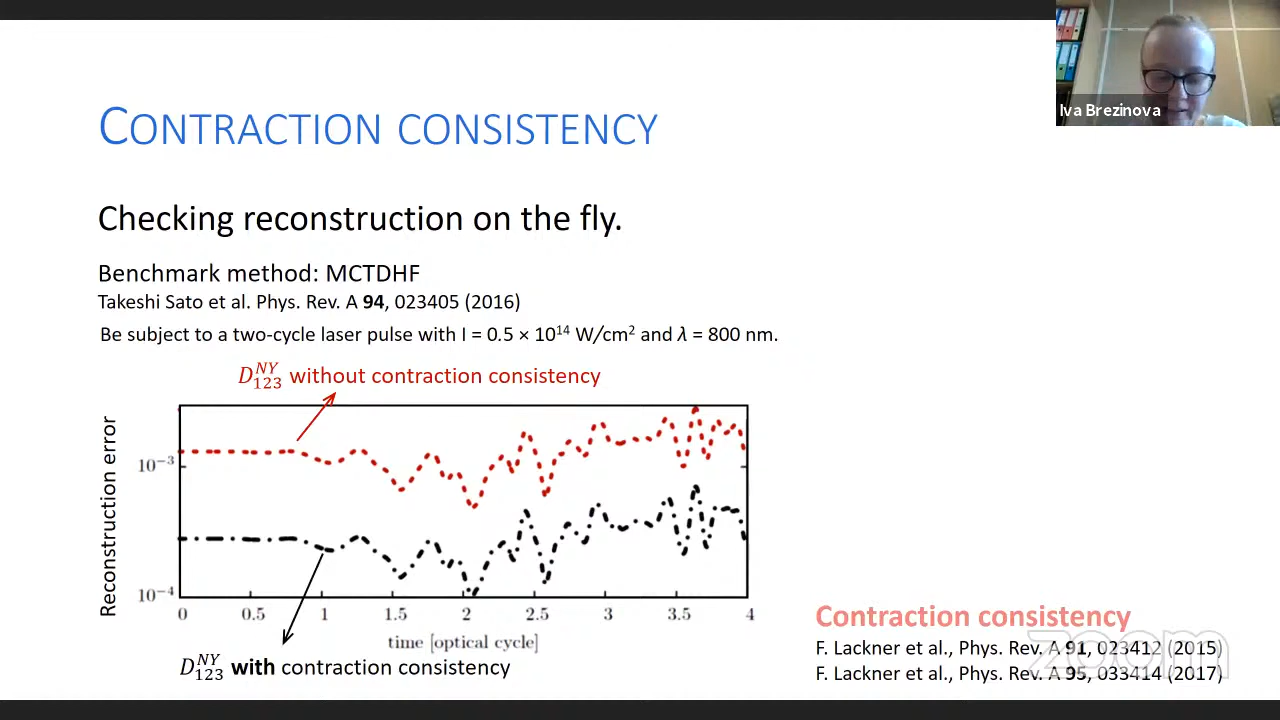 Iva Brezinova
CONTRACTION CONSISTENCY
Checking reconstruction on the fly.
Benchmark method: MCTDHF
Takeshi Sato et al. Phys. Rev. A 94, 023405 (2016)
Be subject to a two-cycle laser pulse with I = 0.5 × 10¹⁴ W/cm² and λ = 800 nm.
D₁₂₃ᴺʸ without contraction consistency
Reconstruction error
10⁻³
10⁻⁴
0 0.5 1 1.5 2 2.5 3 3.5 4
time [optical cycle]
D₁₂₃ᴺʸ with contraction consistency
Contraction consistency
F. Lackner et al., Phys. Rev. A 91, 023412 (2015)
F. Lackner et al., Phys. Rev. A 95, 033414 (2017)
zoom